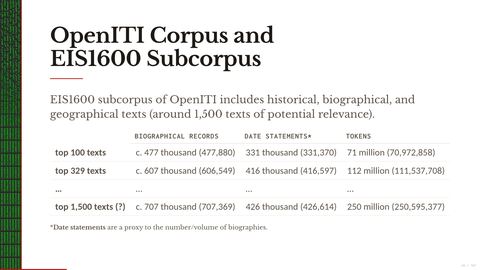 OpenITI Corpus and
EIS1600 Subcorpus
EIS1600 subcorpus of OpenITI includes historical, biographical, and
geographical texts (around 1,500 texts of potential relevance).
BIOGRAPHICAL RECORDS DATE STATEMENTS* TOKENS
top 100 texts c. 477 thousand (477,880) 331 thousand (331,370) 71 million (70,972,858)
top 329 texts c. 607 thousand (606,549) 416 thousand (416,597) 112 million (111,537,708)
... ... ... ...
top 1,500 texts (?) c. 707 thousand (707,369) 426 thousand (426,614) 250 million (250,595,377)
*Date statements are a proxy to the number/volume of biographies.